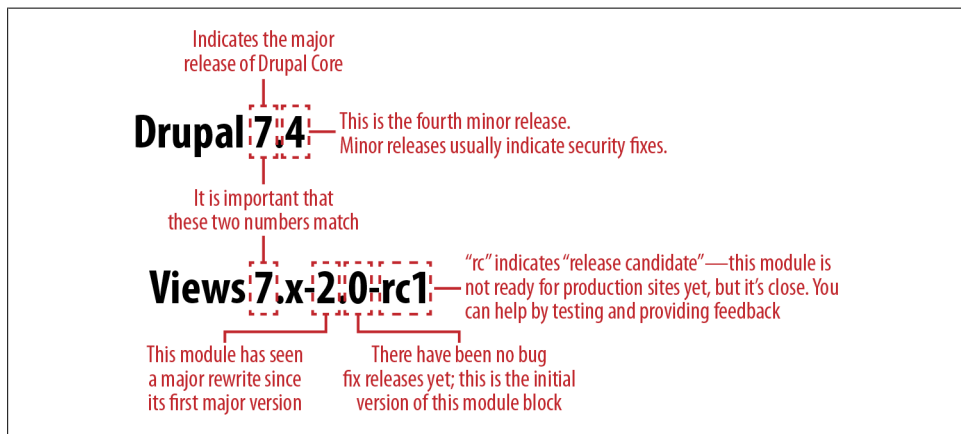 Indicates the major
release of Drupal Core
Drupal 7.4
This is the fourth minor release.
Minor releases usually indicate security fixes.
It is important that
these two numbers match
Views 7.x-2.0-rc1
“rc” indicates “release candidate”—this module is
not ready for production sites yet, but it’s close. You
can help by testing and providing feedback
This module has seen
a major rewrite since
its first major version
There have been no bug
fix releases yet; this is the initial
version of this module block